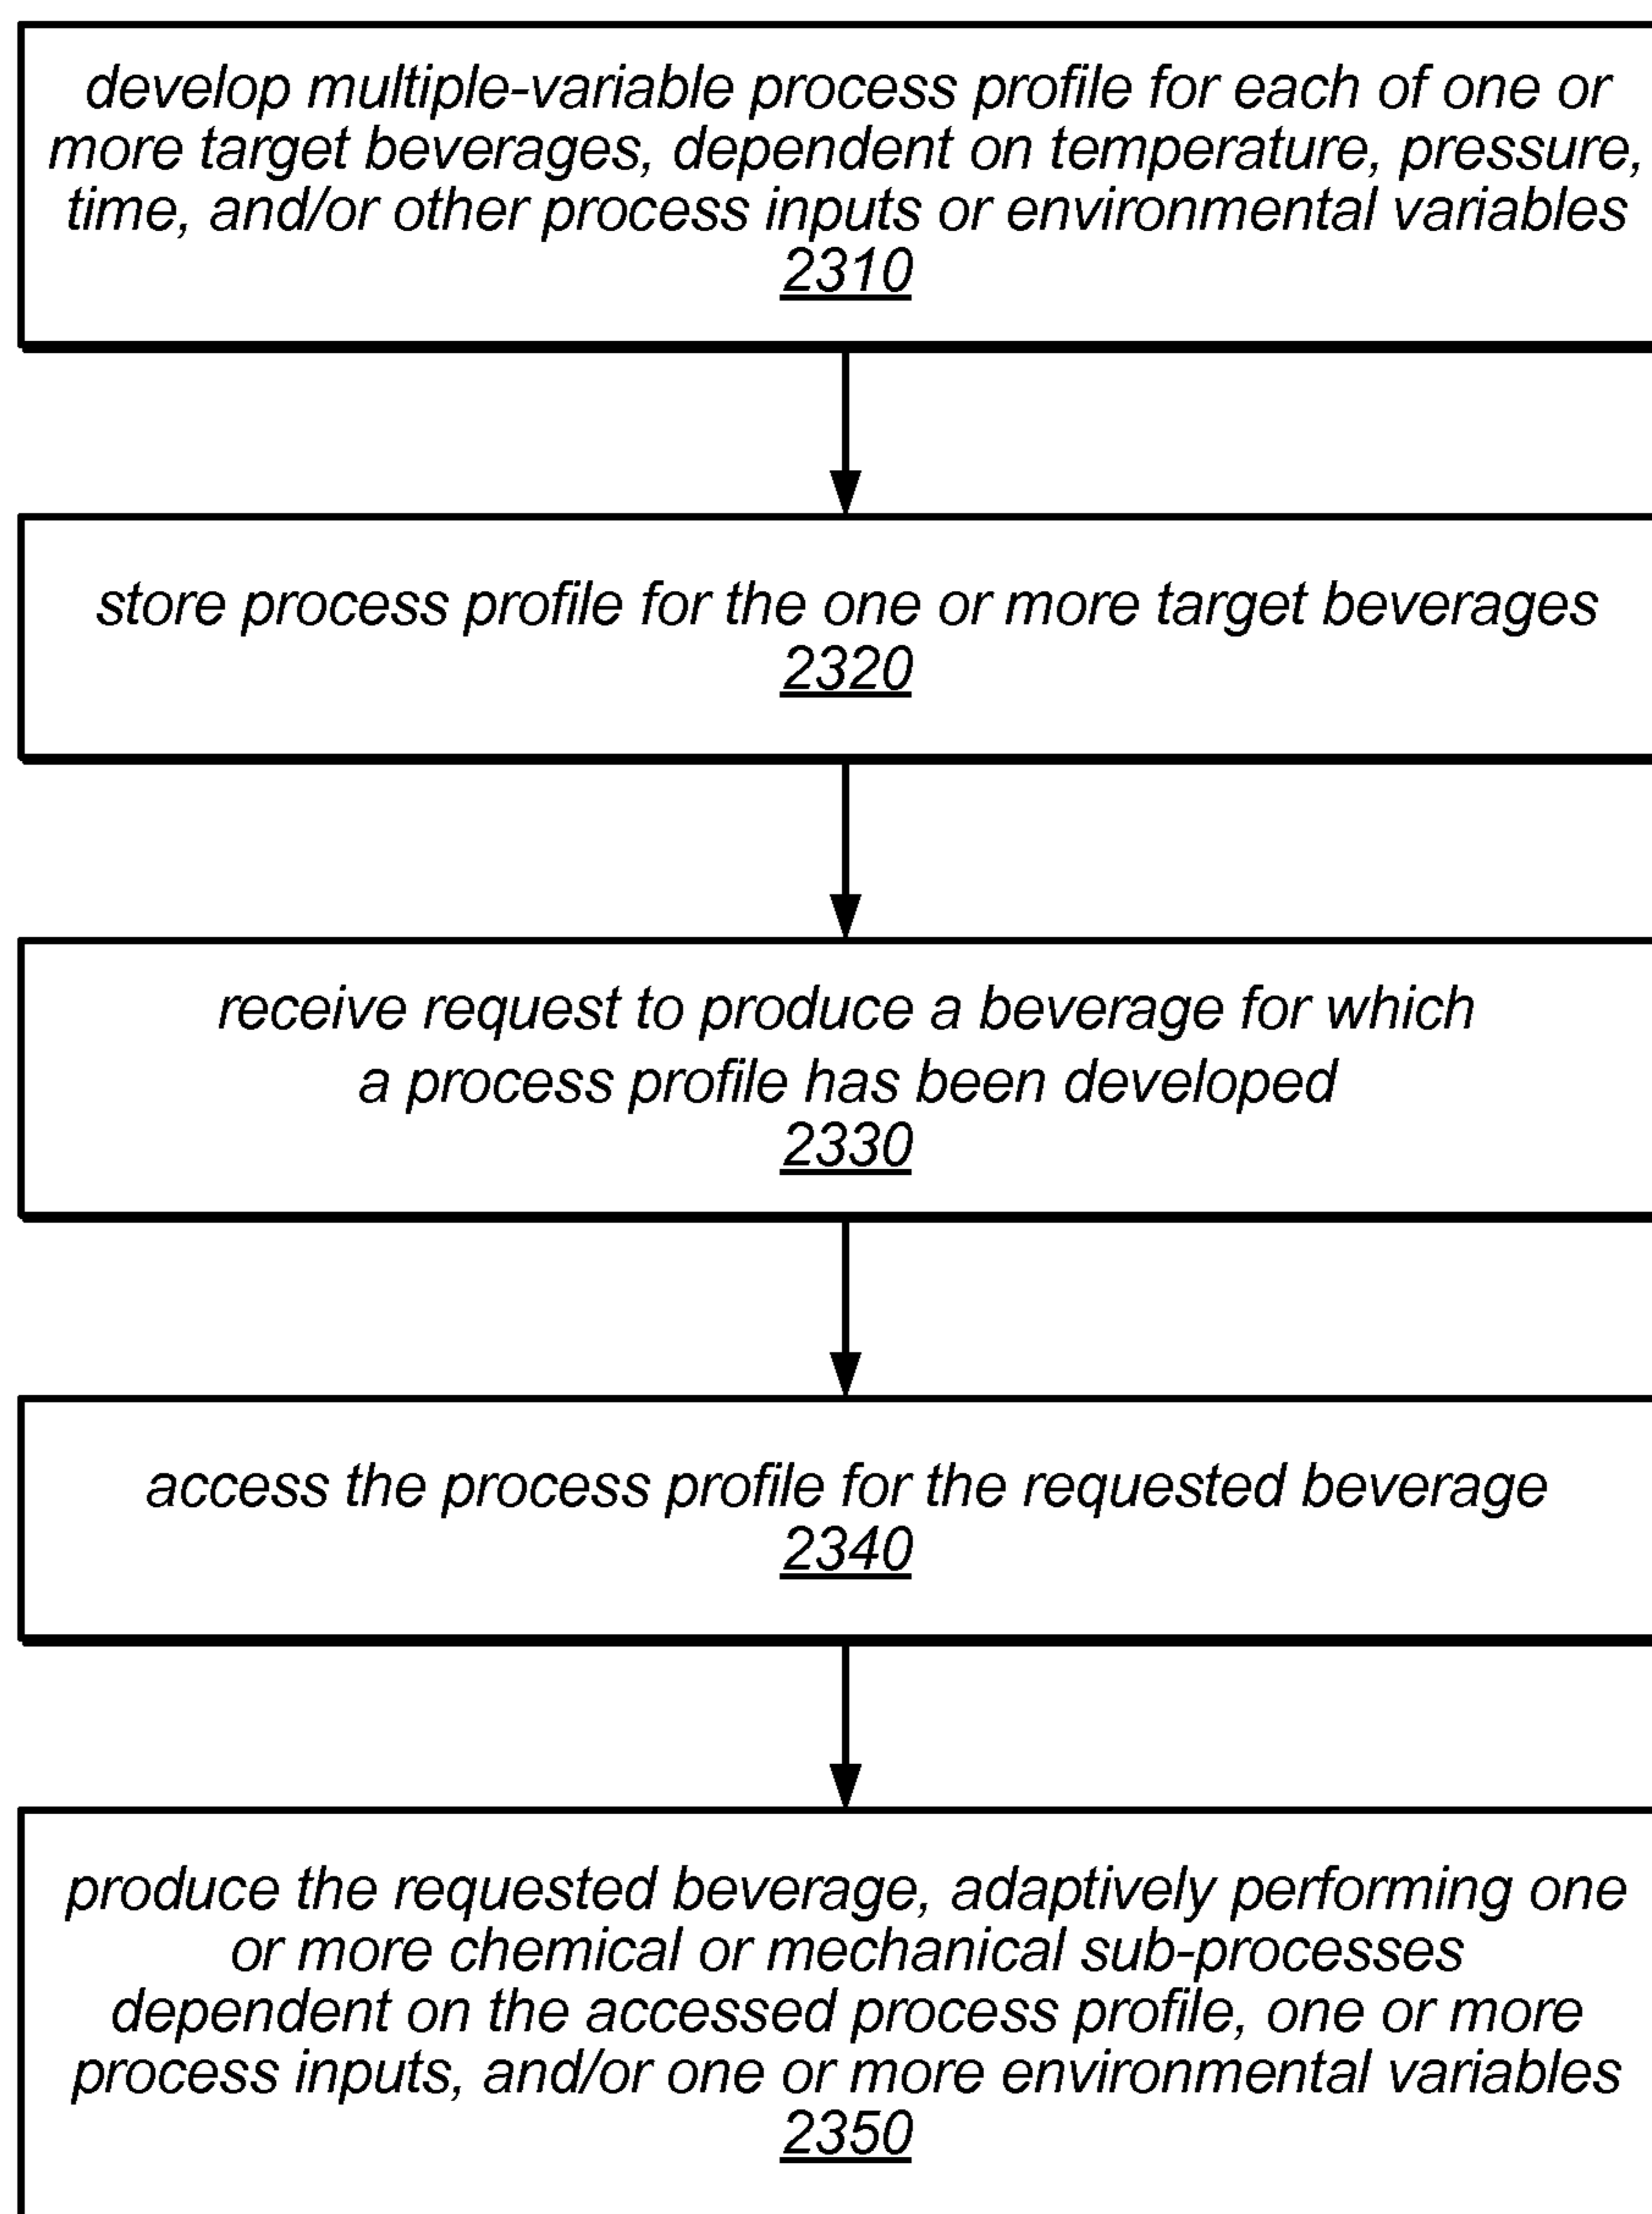 develop multiple-variable process profile for each of one or
more target beverages, dependent on temperature, pressure,
time, and/or other process inputs or environmental variables
2310
store process profile for the one or more target beverages
2320
receive request to produce a beverage for which
a process profile has been developed
2330
access the process profile for the requested beverage
2340
produce the requested beverage, adaptively performing one
or more chemical or mechanical sub-processes
dependent on the accessed process profile, one or more
process inputs, and/or one or more environmental variables
2350